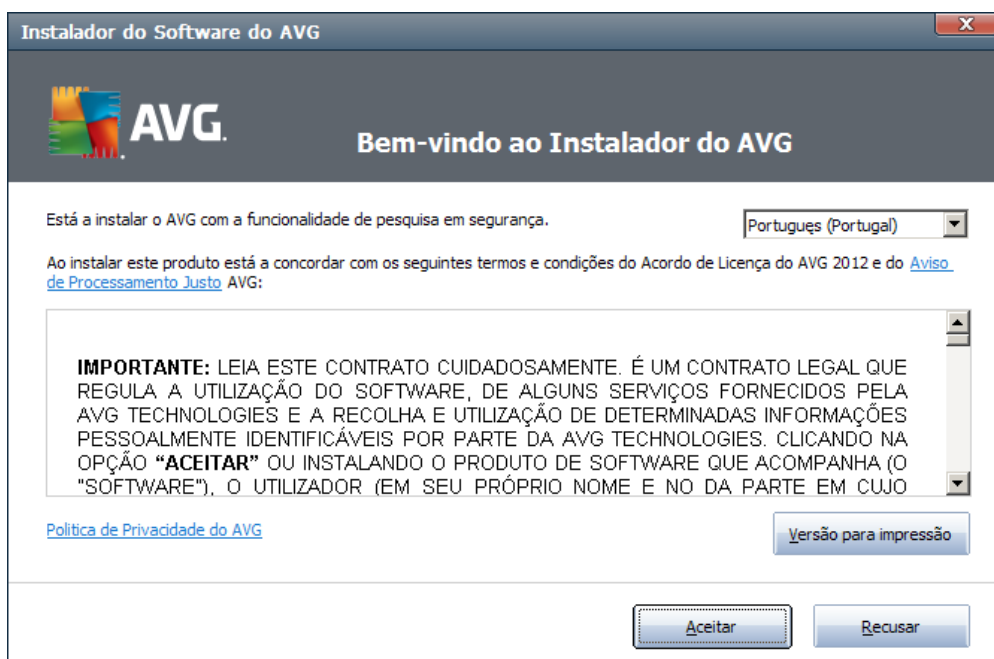 Instalador do Software do AVG
AVG.
Bem-vindo ao Instalador do AVG
Está a instalar o AVG com a funcionalidade de pesquisa em segurança.
Portuguęs (Portugal)
Ao instalar este produto está a concordar com os seguintes termos e condições do Acordo de Licença do AVG 2012 e do Aviso
de Processamento Justo AVG:
IMPORTANTE: LEIA ESTE CONTRATO CUIDADOSAMENTE. É UM CONTRATO LEGAL QUE
REGULA A UTILIZAÇÃO DO SOFTWARE, DE ALGUNS SERVIÇOS FORNECIDOS PELA
AVG TECHNOLOGIES E A RECOLHA E UTILIZAÇÃO DE DETERMINADAS INFORMAÇÕES
PESSOALMENTE IDENTIFICÁVEIS POR PARTE DA AVG TECHNOLOGIES. CLICANDO NA
OPÇÃO “ACEITAR” OU INSTALANDO O PRODUTO DE SOFTWARE QUE ACOMPANHA (O
"SOFTWARE"), O UTILIZADOR (EM SEU PRÓPRIO NOME E NO DA PARTE EM CUJO
Politica de Privacidade do AVG
Versão para impressão
Aceitar
Recusar